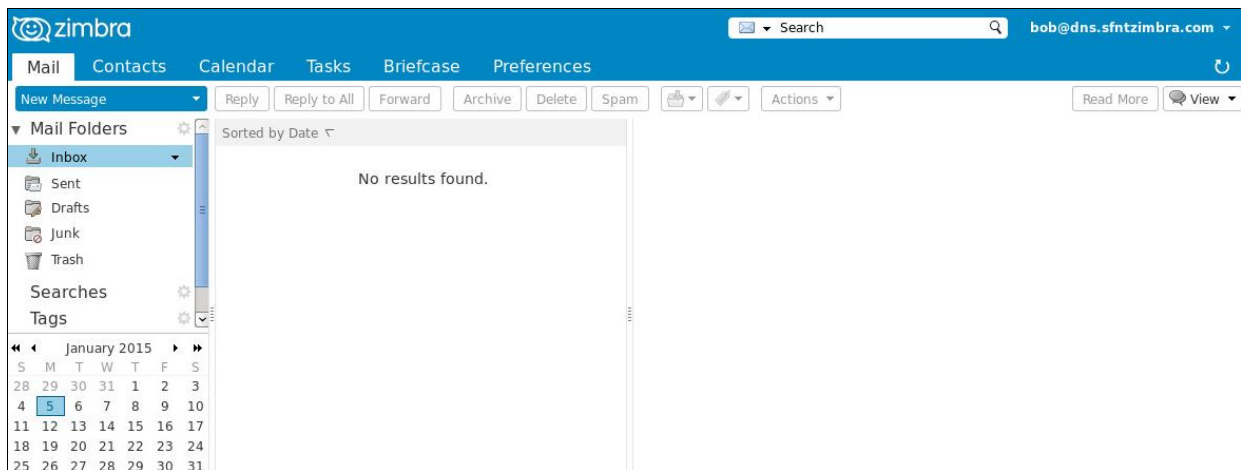 zimbra
Search
bob@dns.sfntzimbra.com
Mail Contacts Calendar Tasks Briefcase Preferences
New Message Reply Reply to All Forward Archive Delete Spam Actions Read More View
Mail Folders
Sorted by Date
Inbox
No results found.
Sent
Drafts
Junk
Trash
Searches
Tags
January 2015
S M T W T F S
28 29 30 31 1 2 3
4 5 6 7 8 9 10
11 12 13 14 15 16 17
18 19 20 21 22 23 24
25 26 27 28 29 30 31